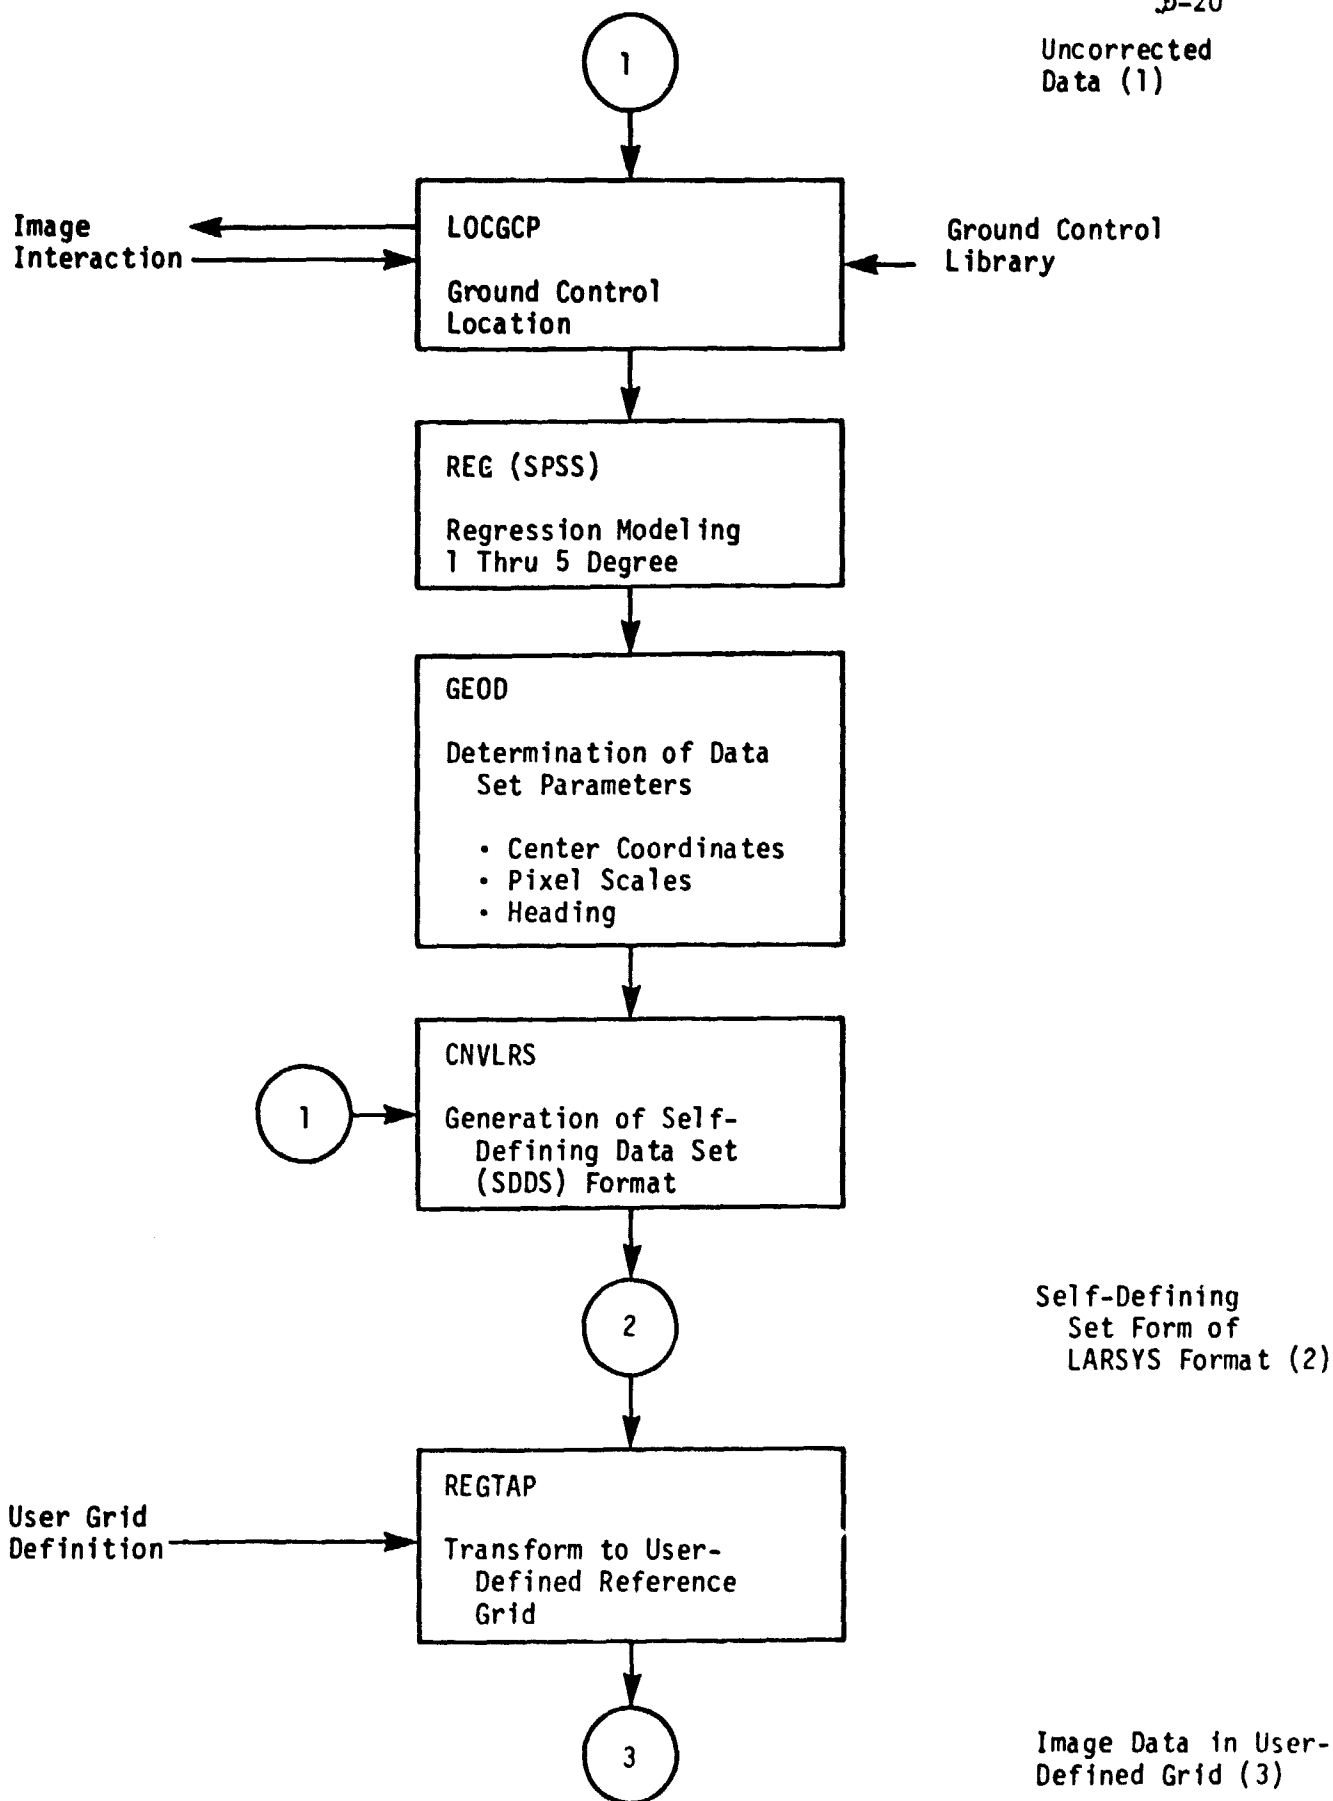 1
Uncorrected
Data (1)
Image
Interaction
LOCGCP
Ground Control
Location
Ground Control
Library
REG (SPSS)
Regression Modeling
1 Thru 5 Degree
GEOD
Determination of Data
Set Parameters
• Center Coordinates
• Pixel Scales
• Heading
1
CNVLRS
Generation of Self-
Defining Data Set
(SDDS) Format
2
Self-Defining
Set Form of
LARSYS Format (2)
User Grid
Definition
REGTAP
Transform to User-
Defined Reference
Grid
3
Image Data in User-
Defined Grid (3)